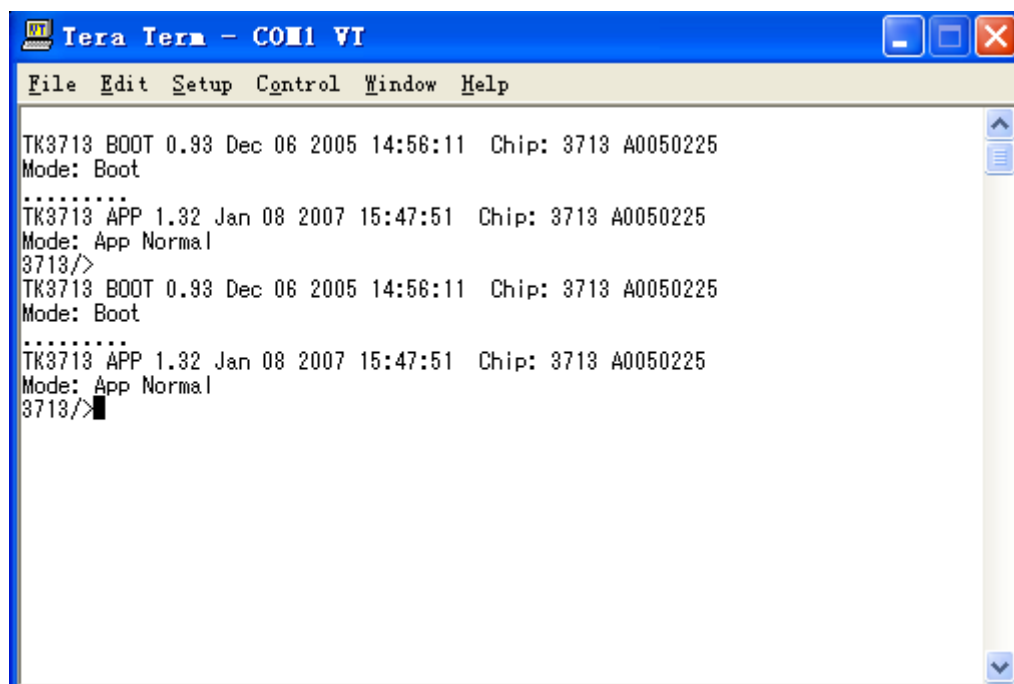 Tera Term - COM1 VT
File Edit Setup Control Window Help
TK3713 BOOT 0.93 Dec 06 2005 14:56:11 Chip: 3713 A0050225
Mode: Boot
.........
TK3713 APP 1.32 Jan 08 2007 15:47:51 Chip: 3713 A0050225
Mode: App Normal
3713/>
TK3713 BOOT 0.93 Dec 06 2005 14:56:11 Chip: 3713 A0050225
Mode: Boot
.........
TK3713 APP 1.32 Jan 08 2007 15:47:51 Chip: 3713 A0050225
Mode: App Normal
3713/>